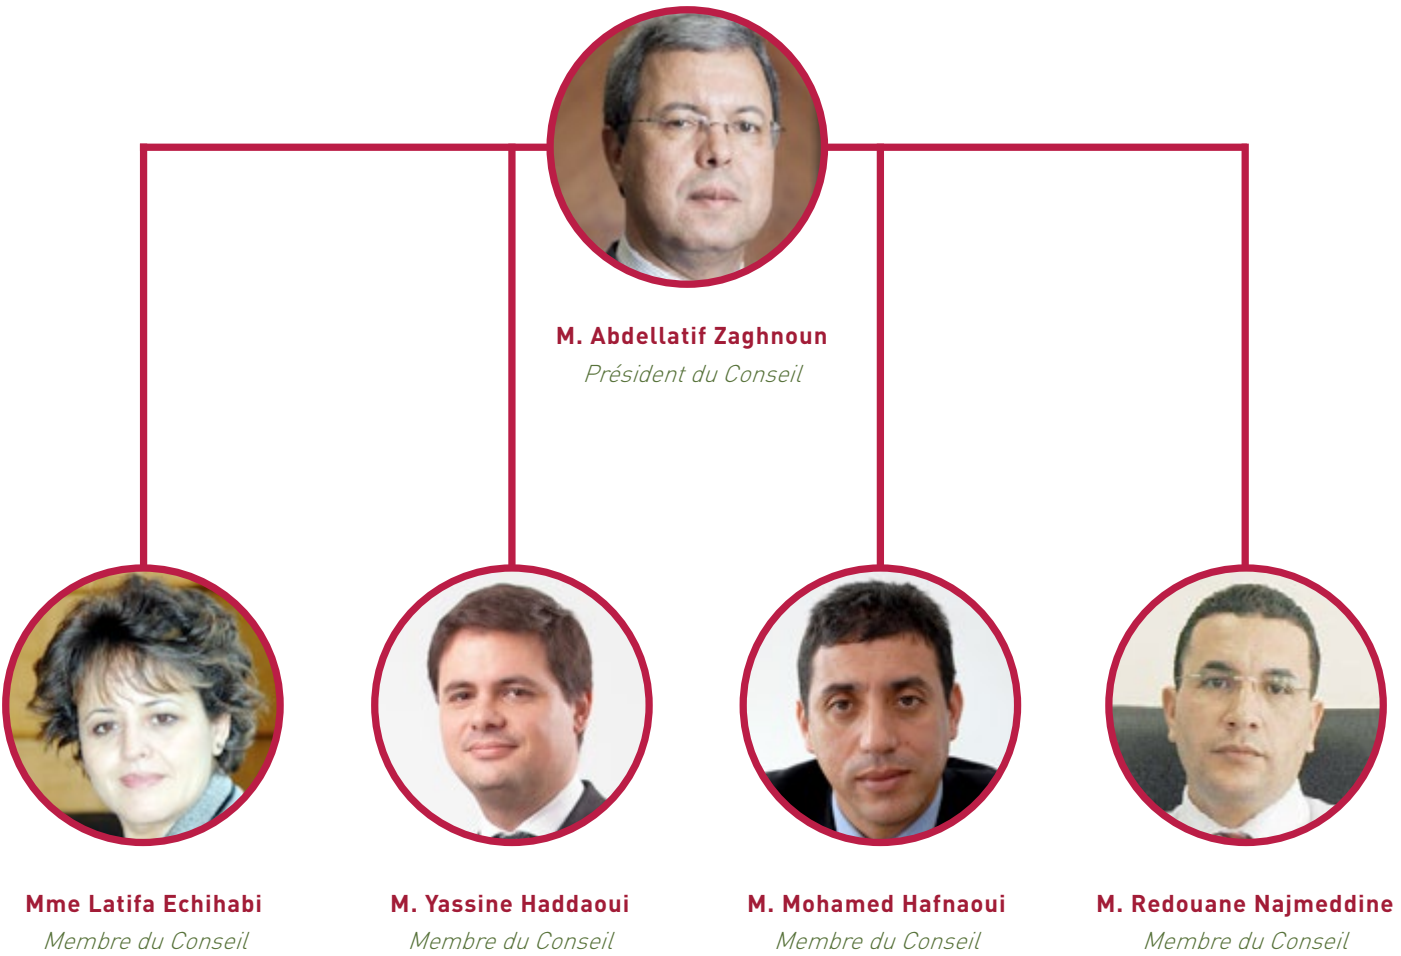 M. Abdellatif Zaghnoun
Président du Conseil
Mme Latifa Echihabi
Membre du Conseil
M. Yassine Haddaoui
Membre du Conseil
M. Mohamed Hafnaoui
Membre du Conseil
M. Redouane Najmeddine
Membre du Conseil